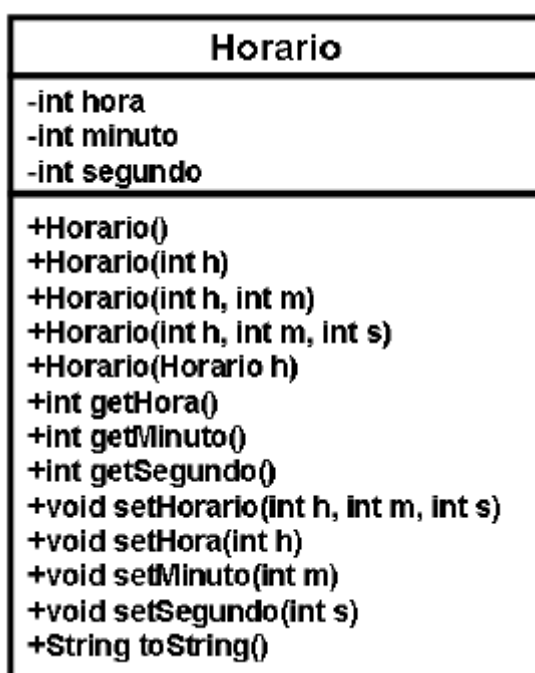 Horario
-int hora
-int minuto
-int segundo
+Horario()
+Horario(int h)
+Horario(int h, int m)
+Horario(int h, int m, int s)
+Horario(Horario h)
+int getHora()
+int getMinuto()
+int getSegundo()
+void setHorario(int h, int m, int s)
+void setHora(int h)
+void setMinuto(int m)
+void setSegundo(int s)
+String toString()